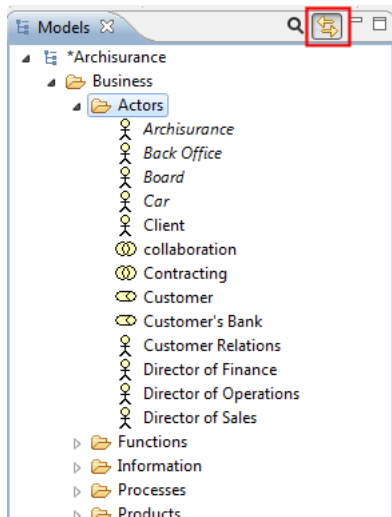 Models
*Archisurance
Business
Actors
Archisurance
Back Office
Board
Car
Client
collaboration
Contracting
Customer
Customer's Bank
Customer Relations
Director of Finance
Director of Operations
Director of Sales
Functions
Information
Processes
Products